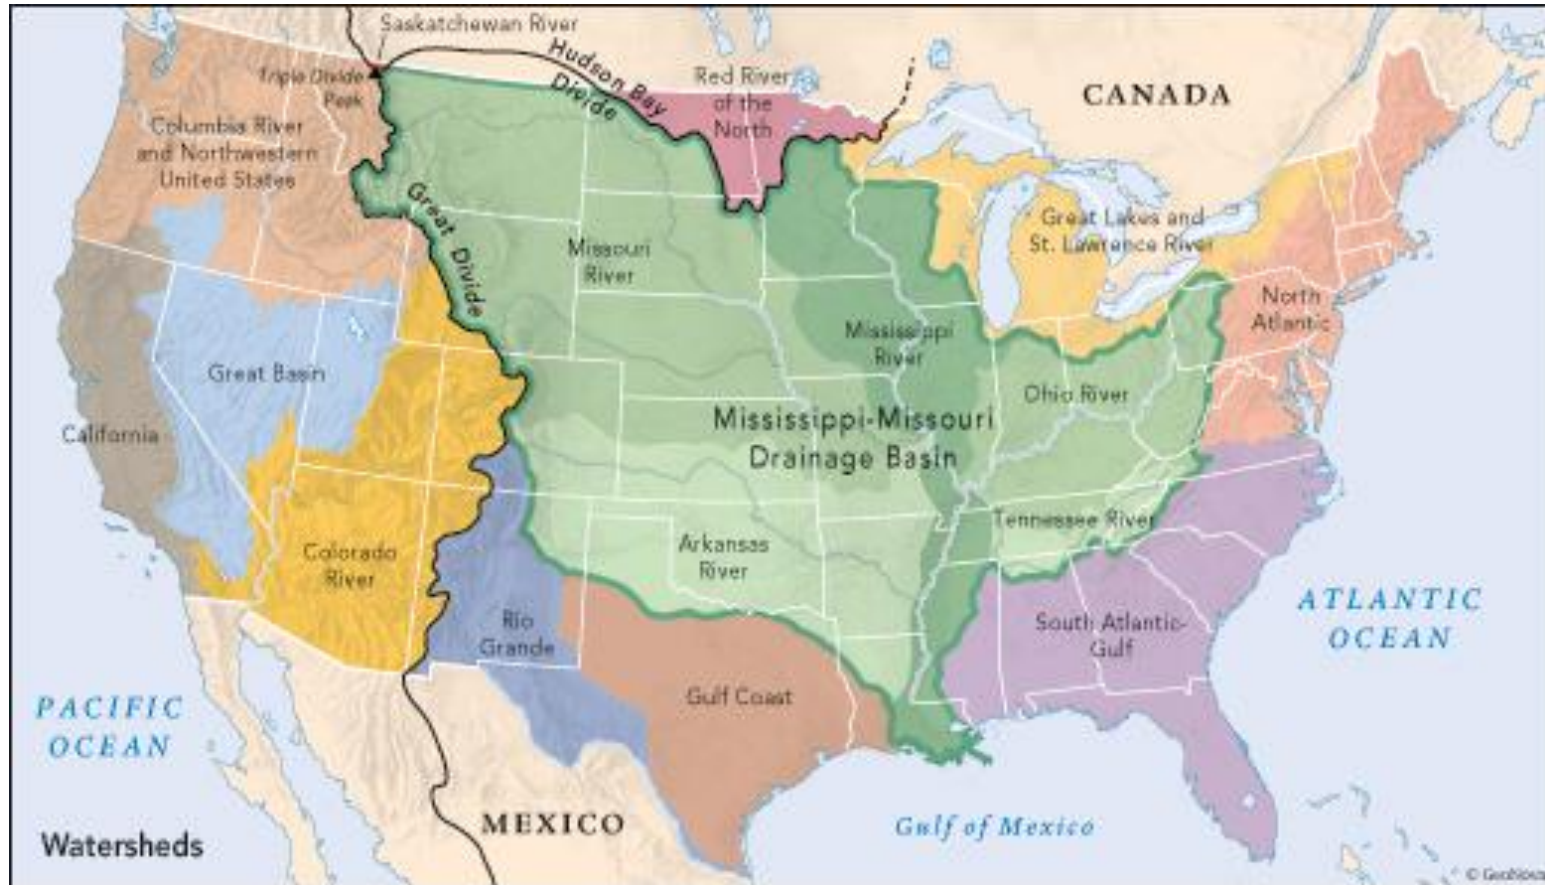 Saskatchewan River
Triple Divide
Peak
Hudson Bay
Divide
Red River
of the
North
CANADA
Columbia River
and Northwestern
United States
Great Divide
Missouri
River
Great Lakes and
St. Lawrence River
North
Atlantic
Mississippi
River
Great Basin
Ohio River
California
Mississippi-Missouri
Drainage Basin
Tennessee River
Colorado
River
Arkansas
River
ATLANTIC
OCEAN
Rio
Grande
South Atlantic-
Gulf
Gulf Coast
PACIFIC
OCEAN
MEXICO
Gulf of Mexico
Watersheds